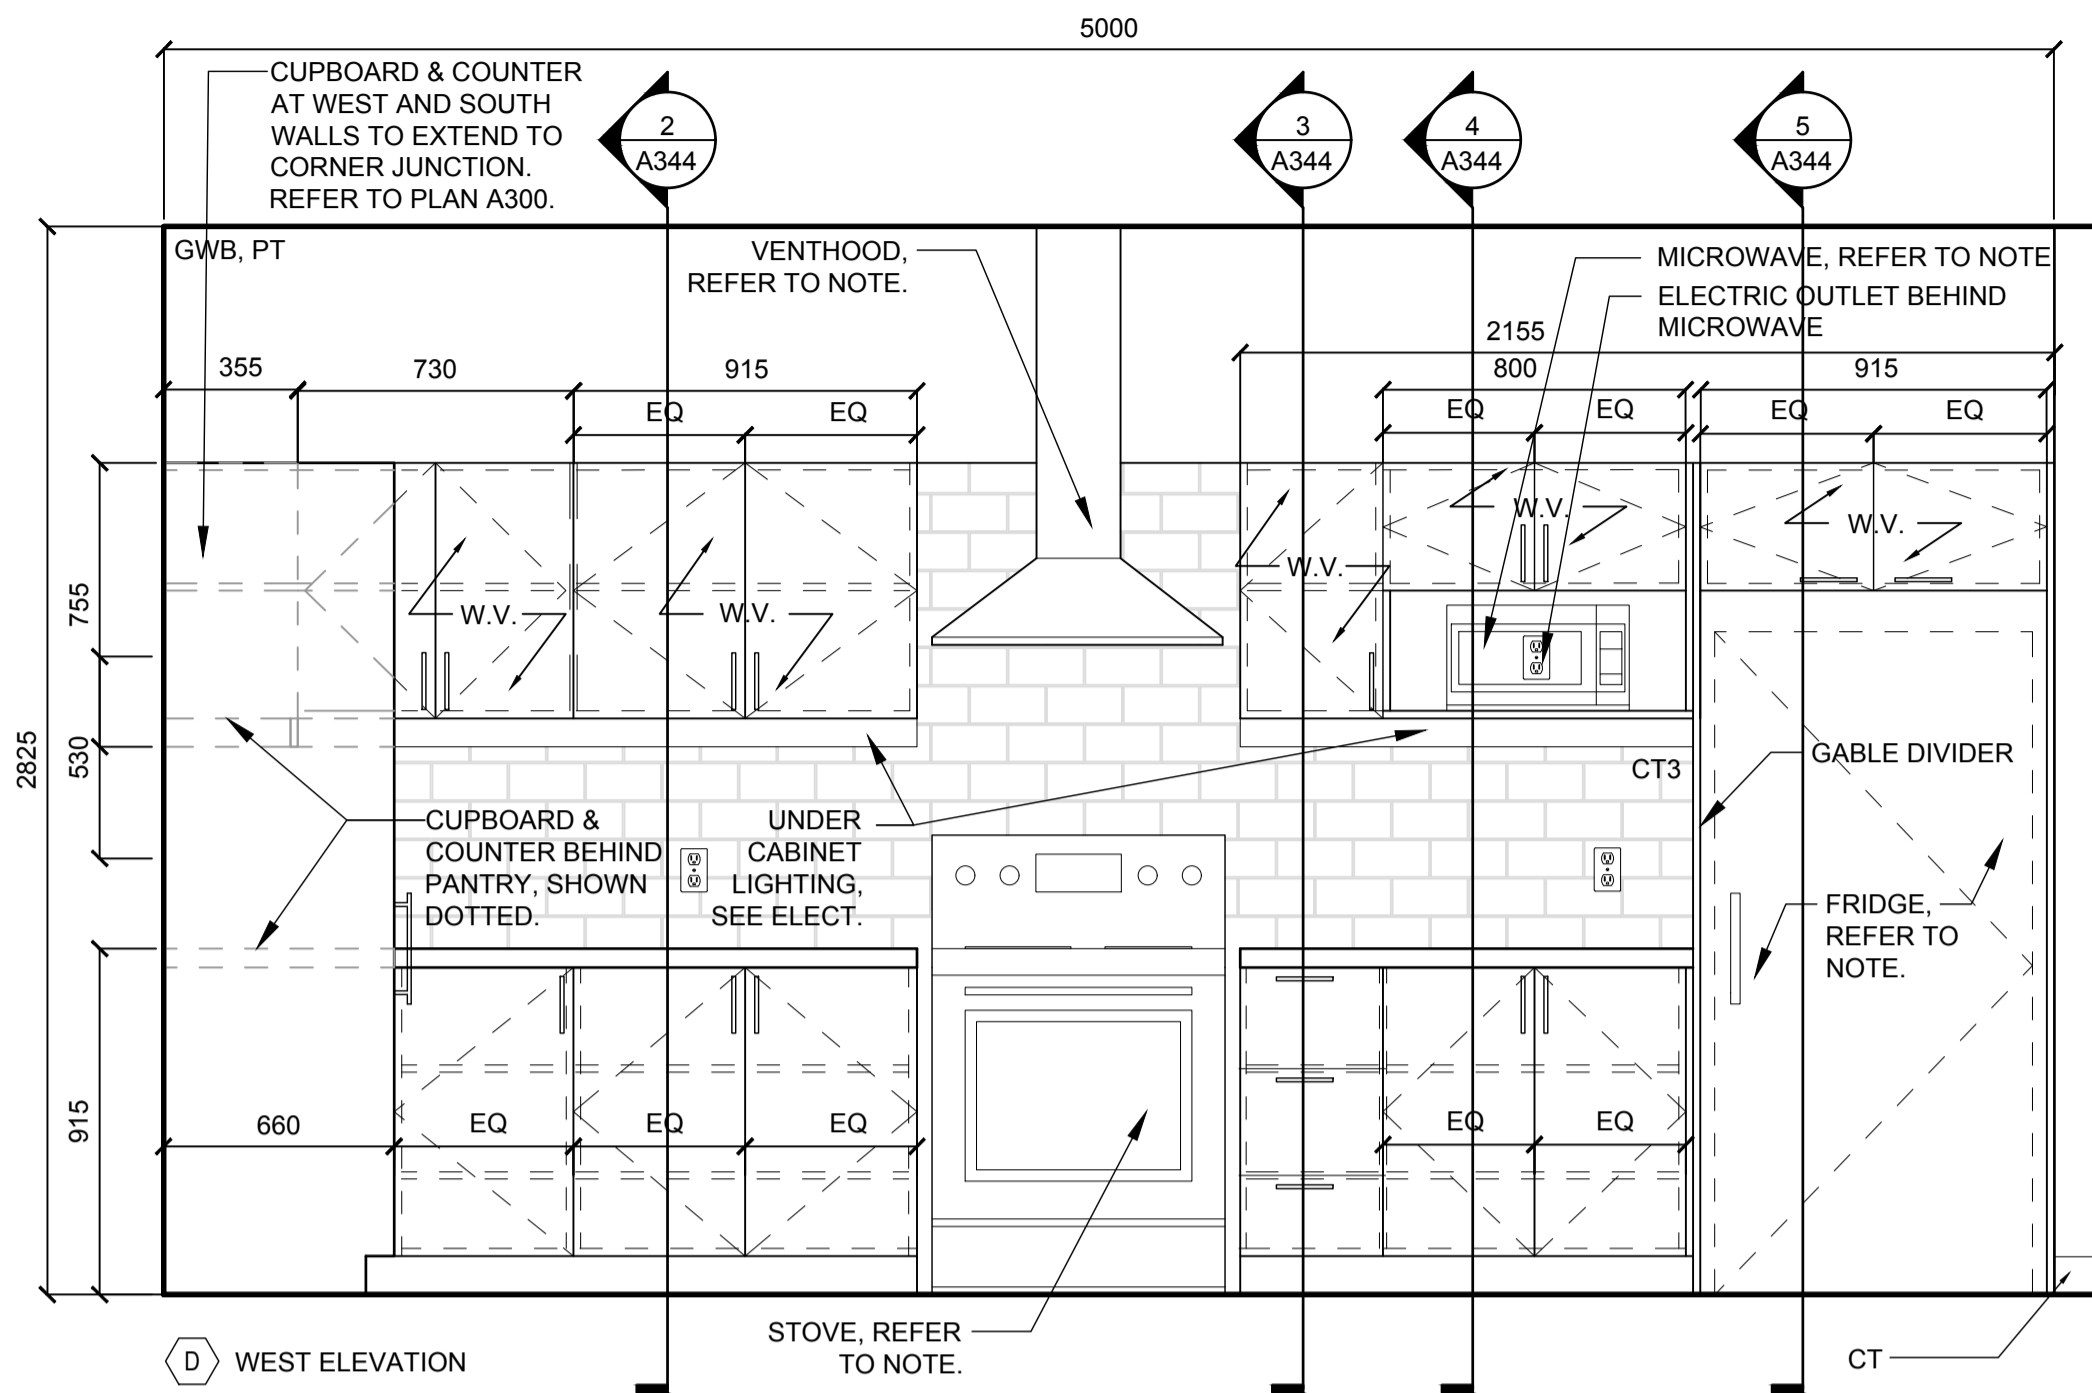 5000
CUPBOARD & COUNTER
AT WEST AND SOUTH
WALLS TO EXTEND TO
CORNER JUNCTION.
REFER TO PLAN A300.
2
A344
3
A344
4
A344
5
A344
GWB, PT
VENTHOOD,
REFER TO NOTE.
MICROWAVE, REFER TO NOTE
ELECTRIC OUTLET BEHIND
MICROWAVE
2155
355
730
915
800
915
EQ
EQ
EQ
EQ
EQ
EQ
W.V.
W.V.
W.V.
W.V.
W.V.
755
530
2825
915
CT3
GABLE DIVIDER
CUPBOARD &
COUNTER BEHIND
PANTRY, SHOWN
DOTTED.
UNDER
CABINET
LIGHTING,
SEE ELECT.
FRIDGE,
REFER TO
NOTE.
660
EQ
EQ
EQ
EQ
EQ
STOVE, REFER
TO NOTE.
D
WEST ELEVATION
CT